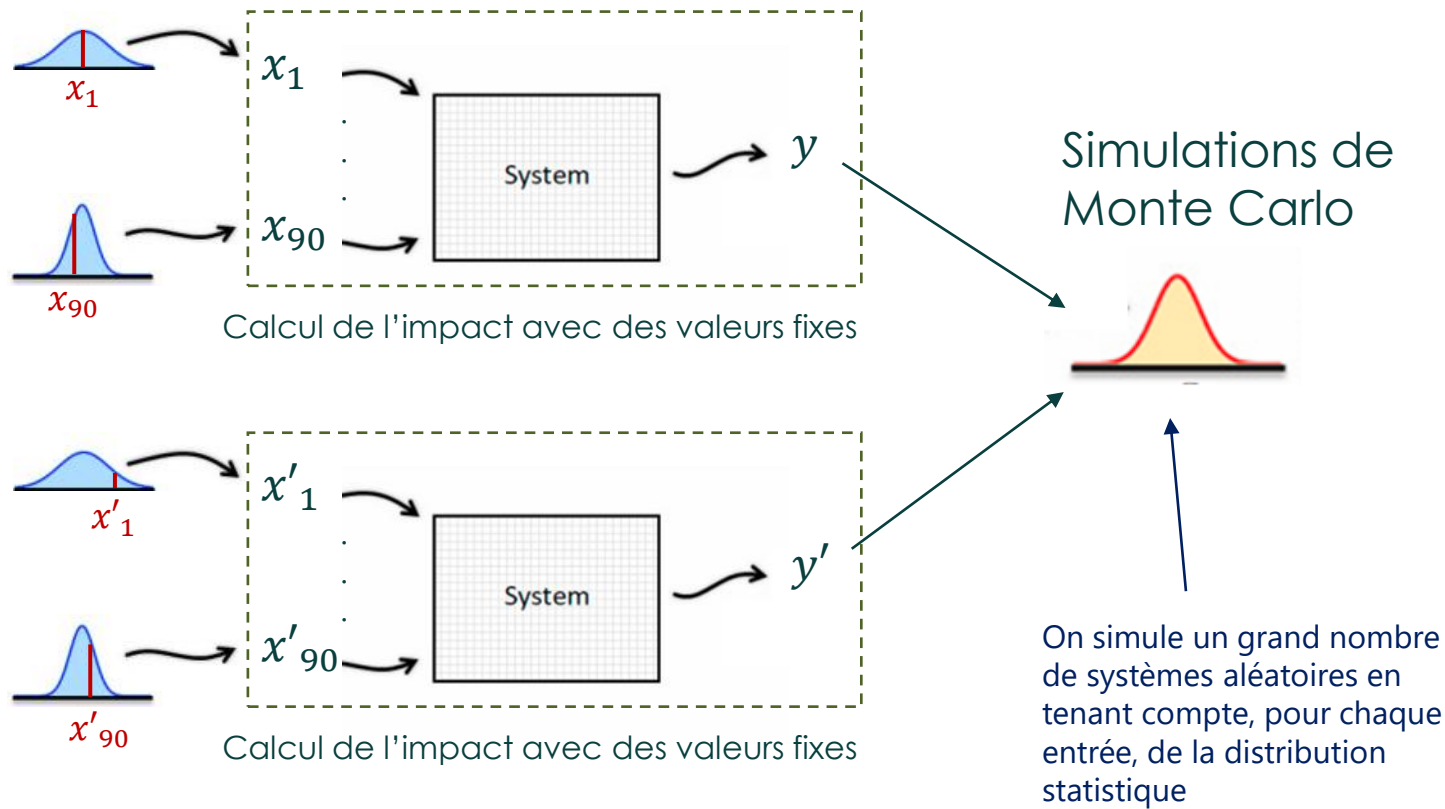 x₁
x₁
.
.
.
System
y
x₉₀
x₉₀
Calcul de l’impact avec des valeurs fixes
Simulations de
Monte Carlo
x′₁
x′₁
.
.
.
System
y′
x′₉₀
x′₉₀
Calcul de l’impact avec des valeurs fixes
On simule un grand nombre
de systèmes aléatoires en
tenant compte, pour chaque
entrée, de la distribution
statistique